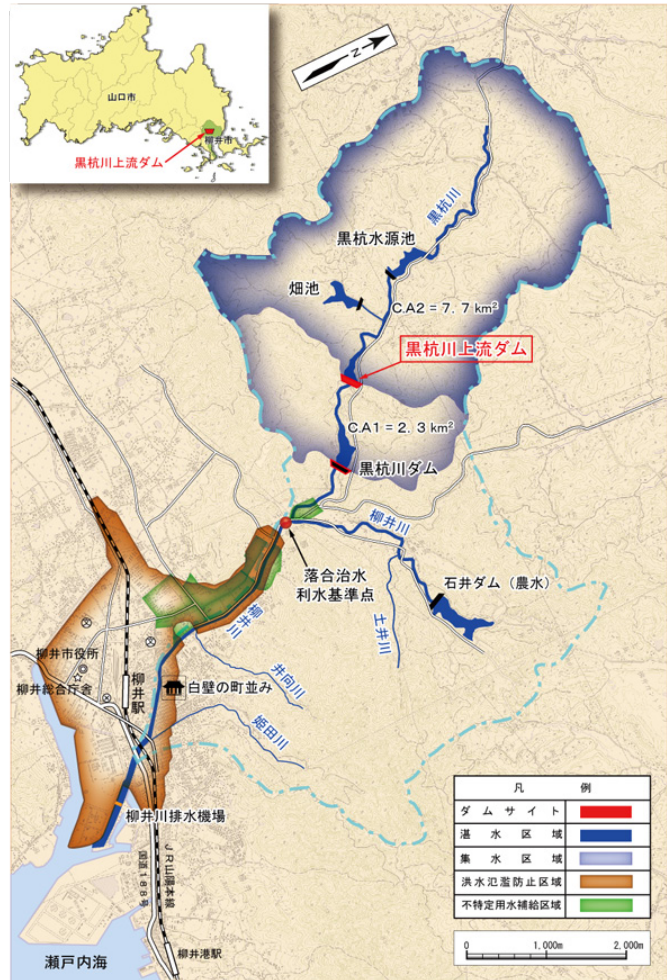 山口市
柳井市
黒杭川上流ダム
N
黒杭川
黒杭水源池
畑池
C.A2 = 7. 7 km²
黒杭川上流ダム
C.A1 = 2. 3 km²
黒杭川ダム
柳井川
落合治水
利水基準点
石井ダム（農水）
土井川
柳井川
柳井市役所
柳井総合庁舎
柳井駅
白壁の町並み
井向川
姫田川
柳井川排水機場
国道188号
JR山陽本線
柳井港駅
瀬戸内海
凡 例
ダムサイト
湛水区域
集水区域
洪水氾濫防止区域
不特定用水補給区域
0 1,000m 2,000m